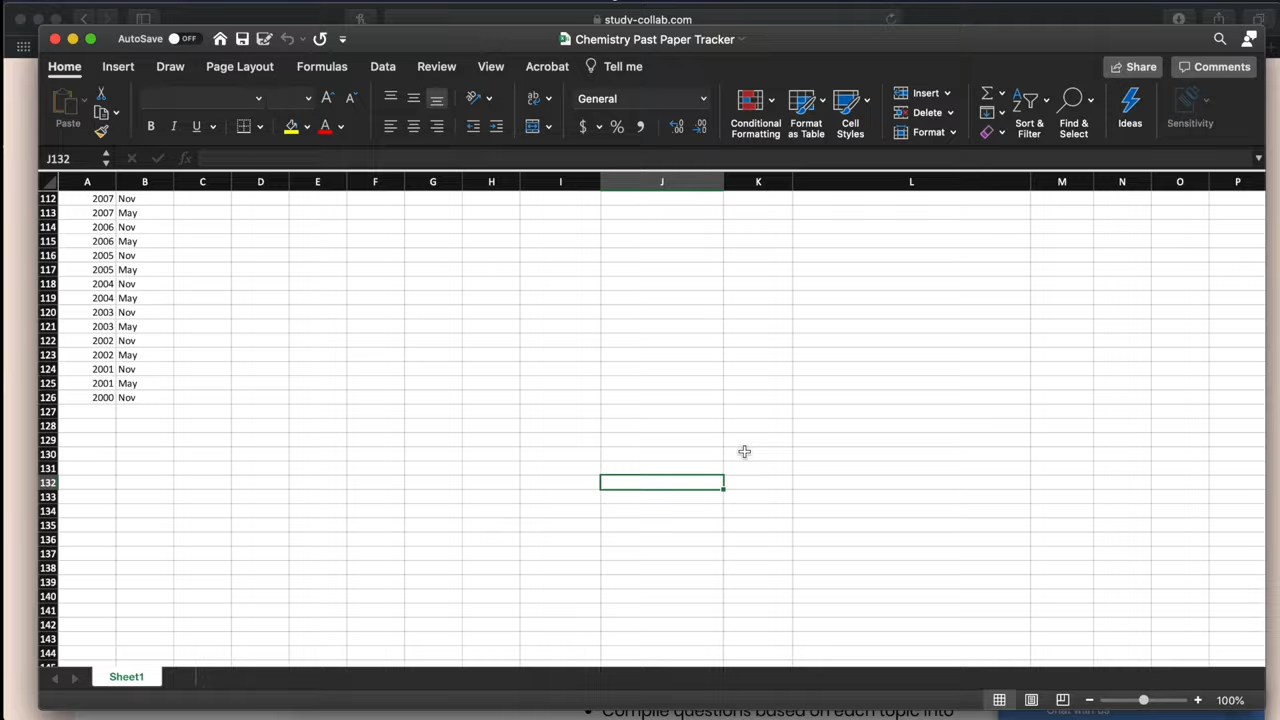 study-collab.com
AutoSave OFF
Chemistry Past Paper Tracker
Home Insert Draw Page Layout Formulas Data Review View Acrobat Tell me
Share Comments
Paste
B I U A
General
$ % ,
Conditional Formatting
Format as Table
Cell Styles
Insert
Delete
Format
Sort & Filter
Find & Select
Ideas
Sensitivity
J132 fx
A B C D E F G H I J K L M N O P
112 2007 Nov
113 2007 May
114 2006 Nov
115 2006 May
116 2005 Nov
117 2005 May
118 2004 Nov
119 2004 May
120 2003 Nov
121 2003 May
122 2002 Nov
123 2002 May
124 2001 Nov
125 2001 May
126 2000 Nov
127
128
129
130
131
132
133
134
135
136
137
138
139
140
141
142
143
144
Sheet1
100%
Compile questions based on each topic into